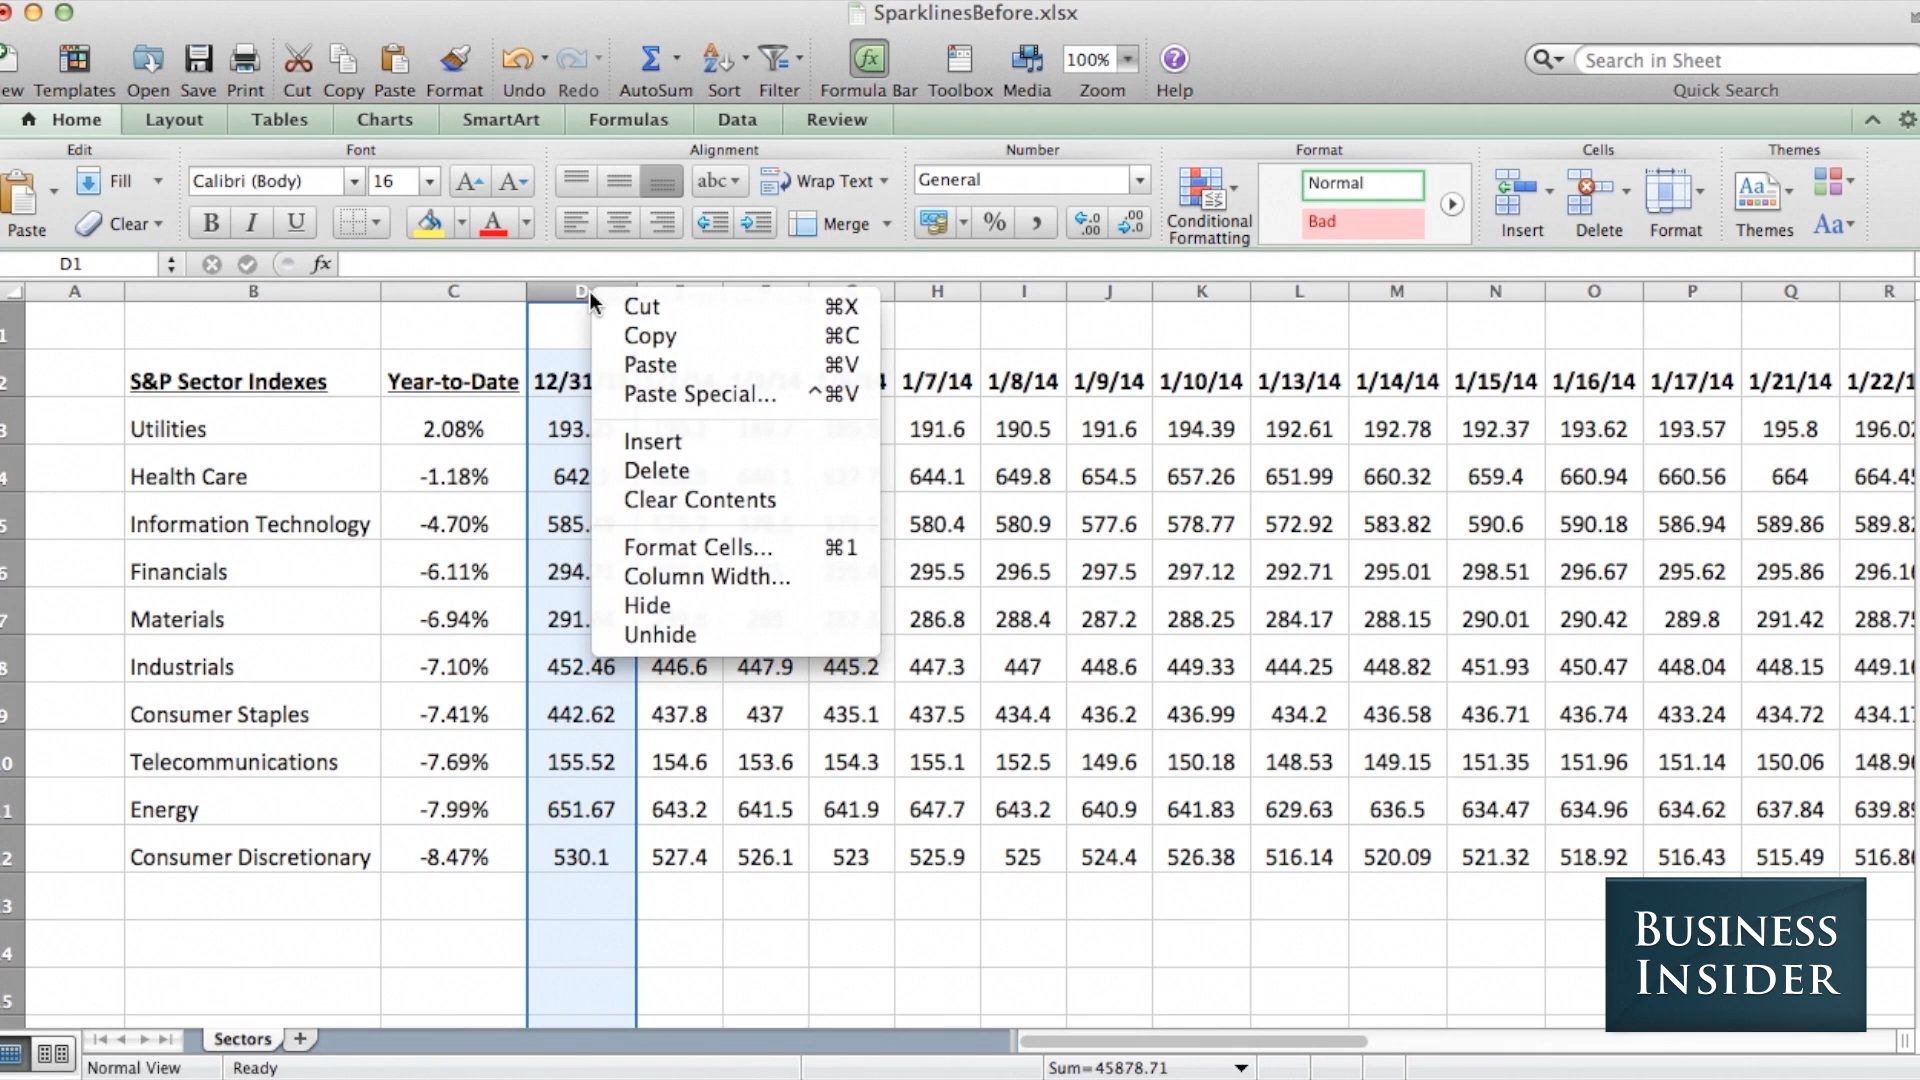 SparklinesBefore.xlsx
ew Templates Open Save Print Cut Copy Paste Format Undo Redo AutoSum Sort Filter Formula Bar Toolbox Media 100% Zoom Help Search in Sheet Quick Search
Home Layout Tables Charts SmartArt Formulas Data Review
Edit Font Alignment Number Format Cells Themes
Fill Calibri (Body) 16 abc Wrap Text General Normal
Paste Clear B I U A Merge % Conditional Formatting Bad Insert Delete Format Themes Aa
D1 fx
A B C D H I J K L M N O P Q R
1
2 S&P Sector Indexes Year-to-Date 12/31 1/7/14 1/8/14 1/9/14 1/10/14 1/13/14 1/14/14 1/15/14 1/16/14 1/17/14 1/21/14 1/22/1
3 Utilities 2.08% 193. 191.6 190.5 191.6 194.39 192.61 192.78 192.37 193.62 193.57 195.8 196.02
4 Health Care -1.18% 642 644.1 649.8 654.5 657.26 651.99 660.32 659.4 660.94 660.56 664 664.4
5 Information Technology -4.70% 585. 580.4 580.9 577.6 578.77 572.92 583.82 590.6 590.18 586.94 589.86 589.8
6 Financials -6.11% 294. 295.5 296.5 297.5 297.12 292.71 295.01 298.51 296.67 295.62 295.86 296.1
7 Materials -6.94% 291. 286.8 288.4 287.2 288.25 284.17 288.15 290.01 290.42 289.8 291.42 288.7
8 Industrials -7.10% 452.46 446.6 447.9 445.2 447.3 447 448.6 449.33 444.25 448.82 451.93 450.47 448.04 448.15 449.1
9 Consumer Staples -7.41% 442.62 437.8 437 435.1 437.5 434.4 436.2 436.99 434.2 436.58 436.71 436.74 433.24 434.72 434.1
0 Telecommunications -7.69% 155.52 154.6 153.6 154.3 155.1 152.5 149.6 150.18 148.53 149.15 151.35 151.96 151.14 150.06 148.9
1 Energy -7.99% 651.67 643.2 641.5 641.9 647.7 643.2 640.9 641.83 629.63 636.5 634.47 634.96 634.62 637.84 639.8
2 Consumer Discretionary -8.47% 530.1 527.4 526.1 523 525.9 525 524.4 526.38 516.14 520.09 521.32 518.92 516.43 515.49 516.8
3
4
5
Cut ⌘X
Copy ⌘C
Paste ⌘V
Paste Special... ^⌘V
Insert
Delete
Clear Contents
Format Cells... ⌘1
Column Width...
Hide
Unhide
BUSINESS
INSIDER
Sectors +
Normal View Ready Sum=45878.71